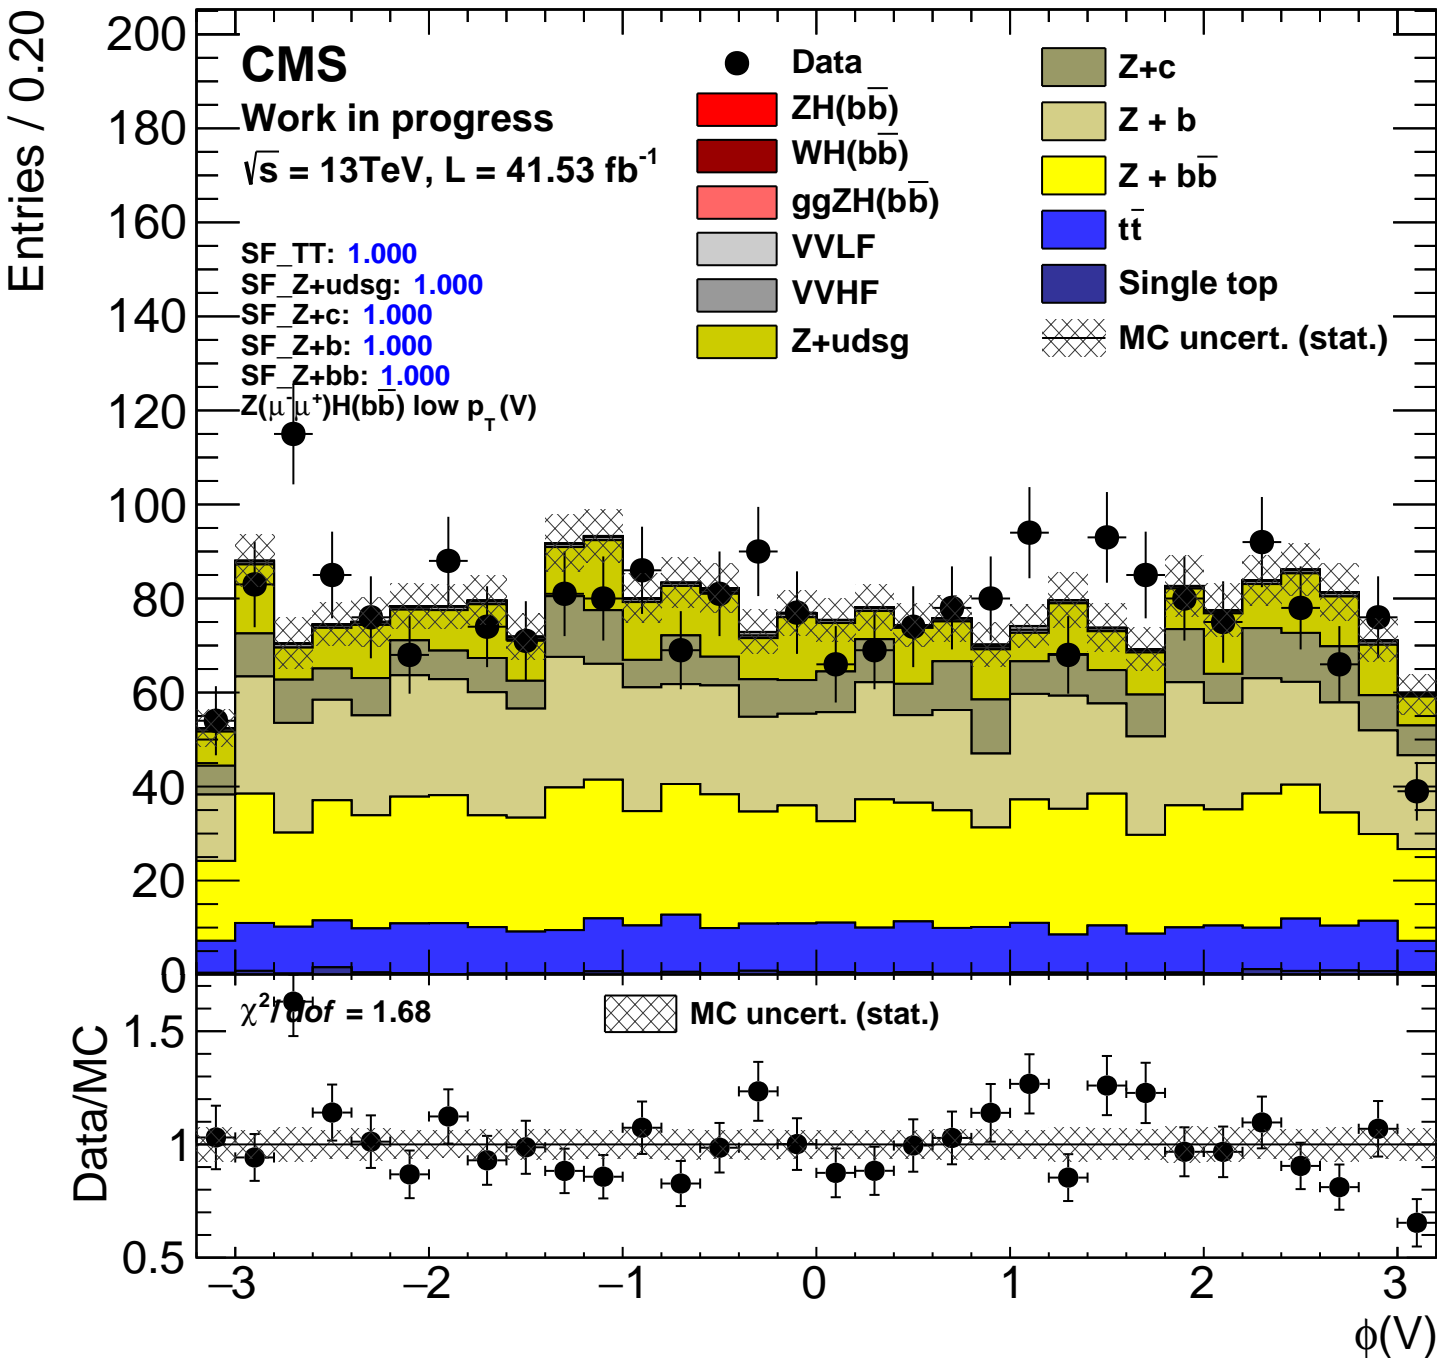 Entries / 0.20
200
180
160
140
120
100
80
60
40
20
0
CMS
Work in progress
√s = 13TeV, L = 41.53 fb⁻¹
SF_TT: 1.000
SF_Z+udsg: 1.000
SF_Z+c: 1.000
SF_Z+b: 1.000
SF_Z+bb: 1.000
Z(μ⁻μ⁺)H(bb̅) low p_T(V)
Data
ZH(bb̅)
WH(bb̅)
ggZH(bb̅)
VVLF
VVHF
Z+udsg
Z+c
Z + b
Z + bb̅
tt̅
Single top
MC uncert. (stat.)
χ²/dof = 1.68
MC uncert. (stat.)
Data/MC
1.5
1
0.5
−3 −2 −1 0 1 2 3
ϕ(V)